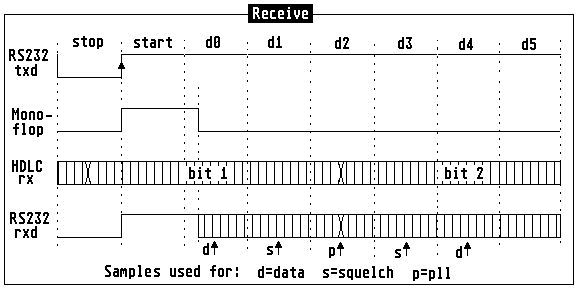 Receive
stop start d0 d1 d2 d3 d4 d5
RS232
txd
Mono-
flop
HDLC
rx
bit 1 bit 2
RS232
rxd
d s p s d
Samples used for: d=data s=squelch p=pll